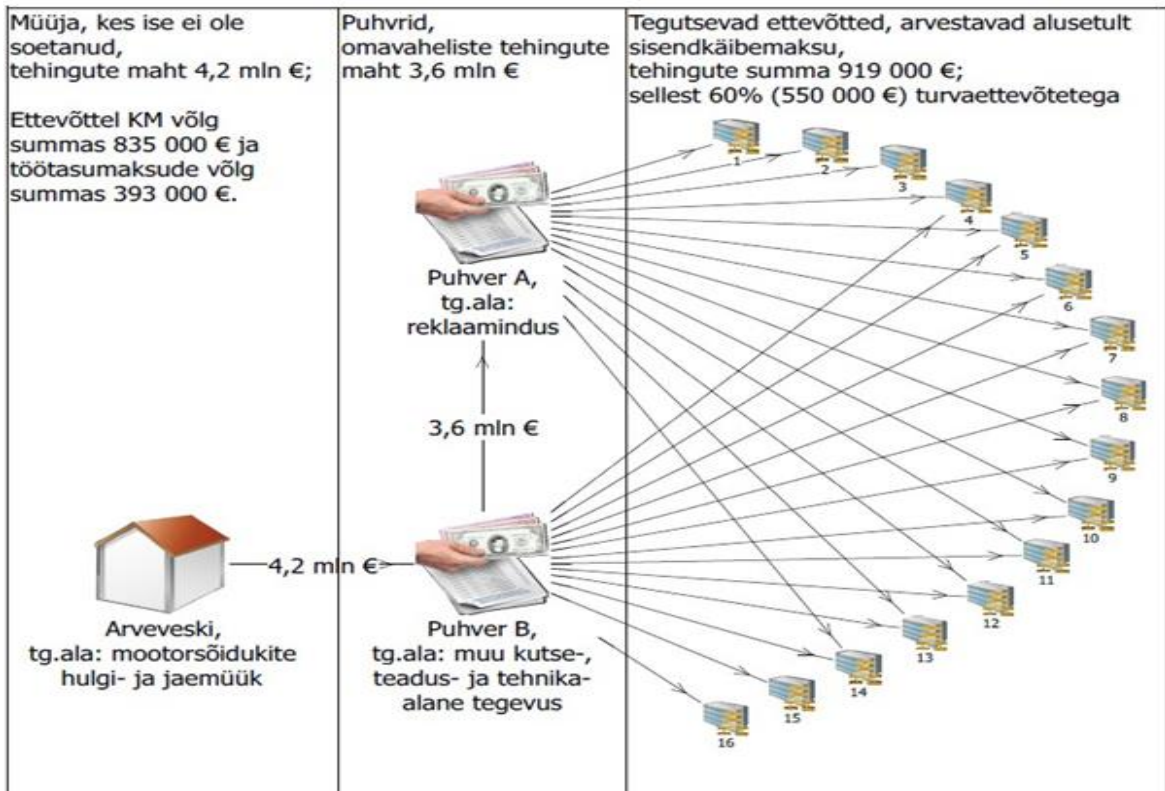 Müüja, kes ise ei ole
soetanud,
tehingute maht 4,2 mln €;
Ettevõttel KM võlg
summas 835 000 € ja
töötasumaksude võlg
summas 393 000 €.
Puhvrid,
omavaheliste tehingute
maht 3,6 mln €
Tegutsevad ettevõtted, arvestavad alusetult
sisendkäibemaksu,
tehingute summa 919 000 €;
sellest 60% (550 000 €) turvaettevõtetega
Puhver A,
tg.ala:
reklaamindus
3,6 mln €
4,2 mln €
Arveveski,
tg.ala: mootorsõidukite
hulgi- ja jaemüük
Puhver B,
tg.ala: muu kutse-,
teadus- ja tehnika-
alane tegevus
1
2
3
4
5
6
7
8
9
10
11
12
13
14
15
16